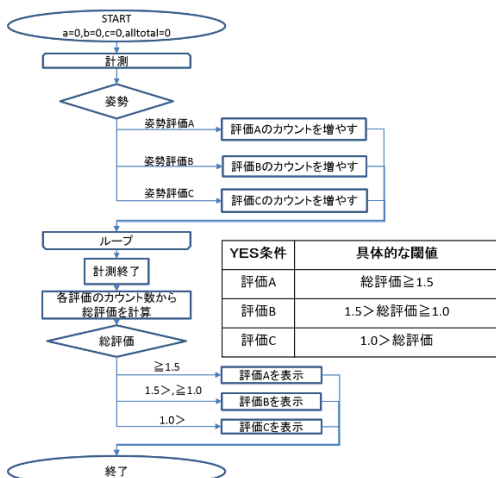 START
a=0,b=0,c=0,alltotal=0
計測
姿勢
姿勢評価A
評価Aのカウントを増やす
姿勢評価B
評価Bのカウントを増やす
姿勢評価C
評価Cのカウントを増やす
ループ
計測終了
各評価のカウント数から
総評価を計算
総評価
YES条件 具体的な閾値
評価A 総評価≧1.5
評価B 1.5>総評価≧1.0
評価C 1.0>総評価
≧1.5
評価Aを表示
1.5>,≧1.0
評価Bを表示
1.0>
評価Cを表示
終了